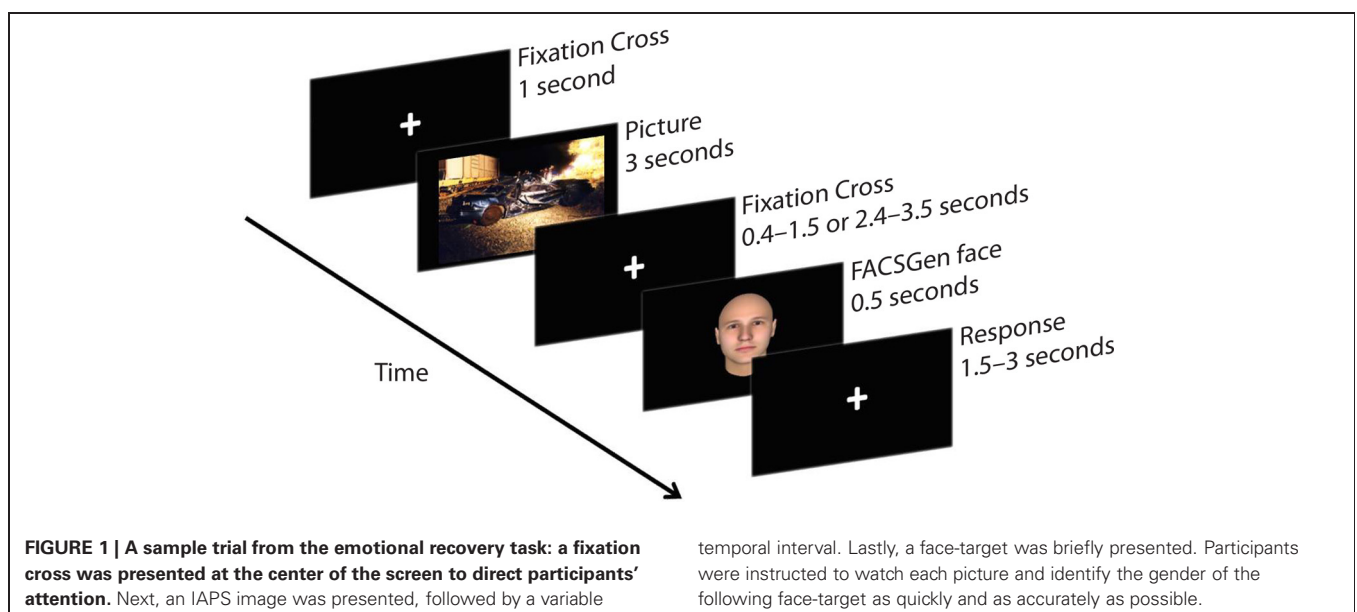 Fixation Cross
1 second
Picture
3 seconds
Fixation Cross
0.4–1.5 or 2.4–3.5 seconds
FACSGen face
0.5 seconds
Response
1.5–3 seconds
Time
FIGURE 1 | A sample trial from the emotional recovery task: a fixation
cross was presented at the center of the screen to direct participants’
attention. Next, an IAPS image was presented, followed by a variable
temporal interval. Lastly, a face-target was briefly presented. Participants
were instructed to watch each picture and identify the gender of the
following face-target as quickly and as accurately as possible.